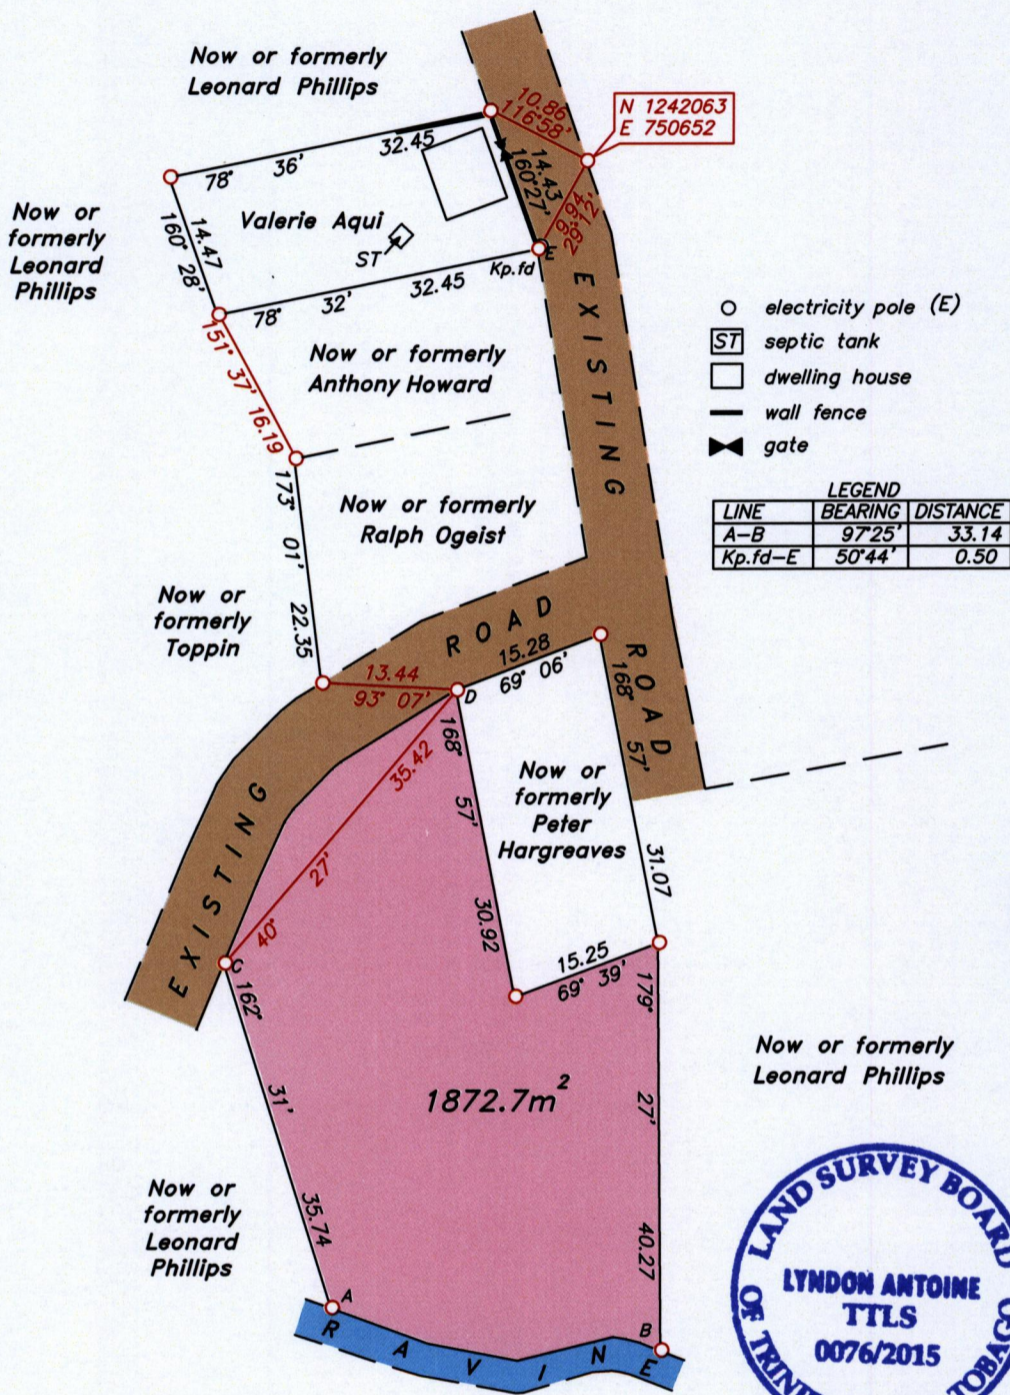 Now or formerly
Leonard Phillips
10.86
116°58'
N 1242063
E 750652
78° 36' 32.45
14.43
160°27'
9.94
29°12'
Now or
formerly
Leonard
Phillips
14.47
160° 28'
Valerie Aqui
ST
E
Kp.fd
78° 32' 32.45
151° 37' 16.19
Now or formerly
Anthony Howard
EXISTING
electricity pole (E)
ST septic tank
dwelling house
wall fence
gate
LEGEND
LINE BEARING DISTANCE
A-B 97°25' 33.14
Kp.fd-E 50°44' 0.50
173° 01' 22.35
Now or formerly
Ralph Ogeist
Now or
formerly
Toppin
ROAD
15.28
69° 06'
ROAD
168° 57' 31.07
13.44
93° 07'
D
168° 57' 30.92
35.42
40° 27'
Now or
formerly
Peter
Hargreaves
EXISTING
C
15.25
69° 39'
162° 31' 35.74
179° 27' 40.27
1872.7m²
Now or formerly
Leonard Phillips
Now or
formerly
Leonard
Phillips
A
B
RAVINE
LAND SURVEY BOARD
LYNDON ANTOINE
TTLS
0076/2015
OF